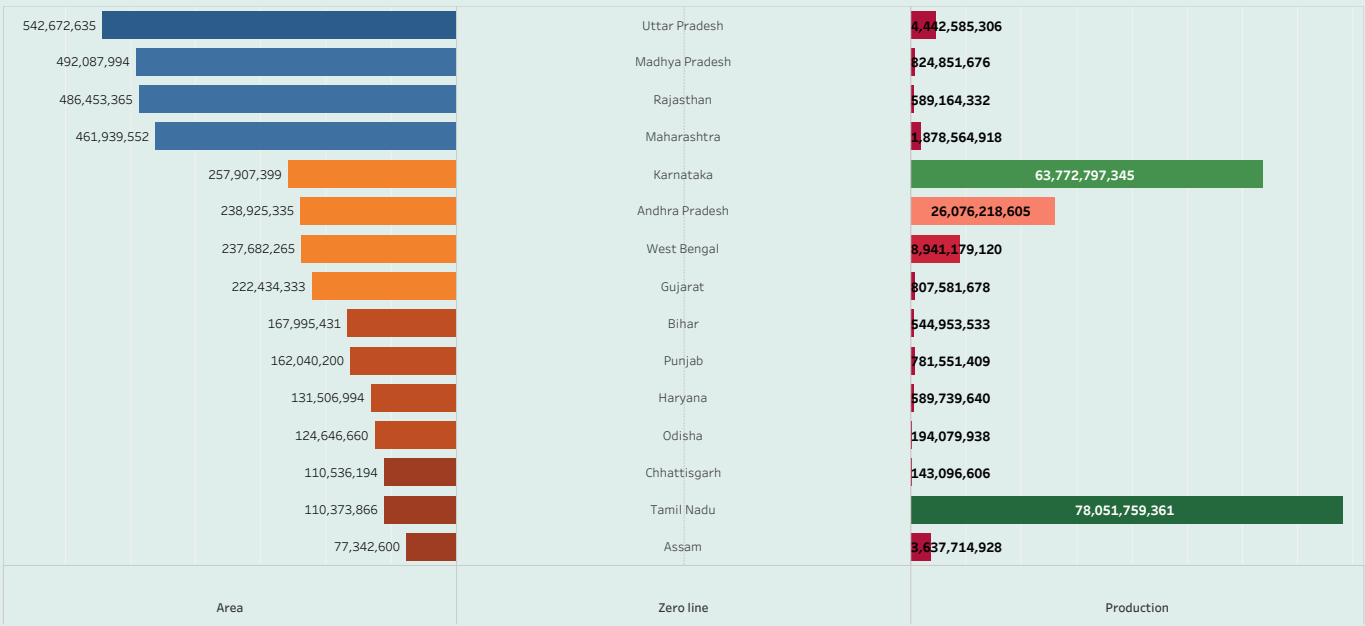 542,672,635 Uttar Pradesh 4,442,585,306
492,087,994 Madhya Pradesh 824,851,676
486,453,365 Rajasthan 589,164,332
461,939,552 Maharashtra 1,878,564,918
257,907,399 Karnataka 63,772,797,345
238,925,335 Andhra Pradesh 26,076,218,605
237,682,265 West Bengal 8,941,179,120
222,434,333 Gujarat 807,581,678
167,995,431 Bihar 544,953,533
162,040,200 Punjab 781,551,409
131,506,994 Haryana 589,739,640
124,646,660 Odisha 194,079,938
110,536,194 Chhattisgarh 143,096,606
110,373,866 Tamil Nadu 78,051,759,361
77,342,600 Assam 3,637,714,928
Area Zero line Production